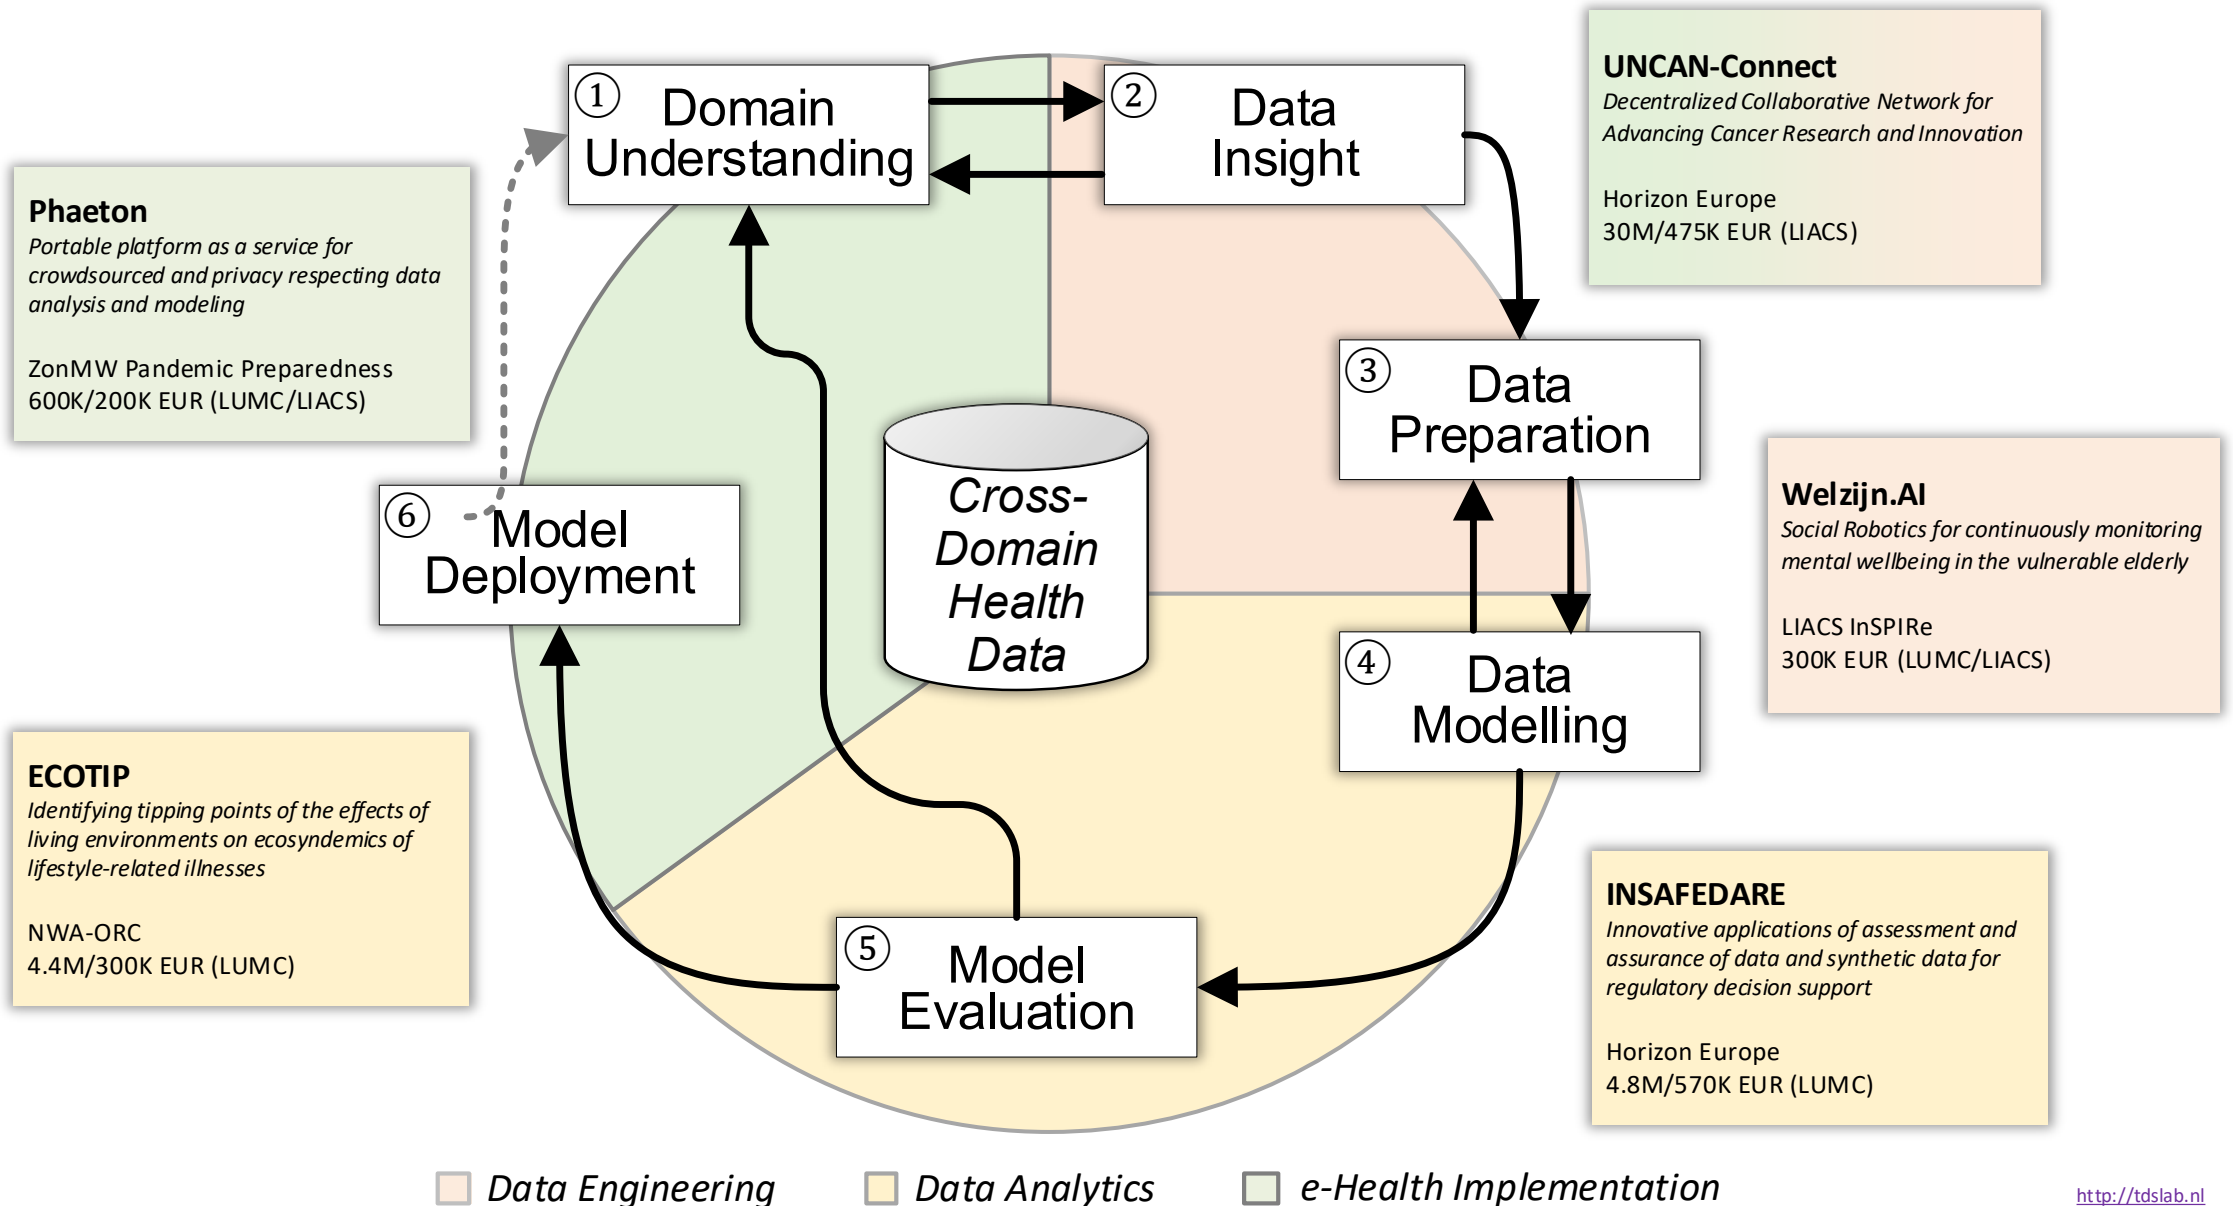 ① Domain
Understanding
② Data
Insight
③ Data
Preparation
④ Data
Modelling
⑤ Model
Evaluation
⑥ Model
Deployment
Cross-
Domain
Health
Data
Phaeton
Portable platform as a service for
crowdsourced and privacy respecting data
analysis and modeling
ZonMW Pandemic Preparedness
600K/200K EUR (LUMC/LIACS)
ECOTIP
Identifying tipping points of the effects of
living environments on ecosyndemics of
lifestyle-related illnesses
NWA-ORC
4.4M/300K EUR (LUMC)
UNCAN-Connect
Decentralized Collaborative Network for
Advancing Cancer Research and Innovation
Horizon Europe
30M/475K EUR (LIACS)
Welzijn.AI
Social Robotics for continuously monitoring
mental wellbeing in the vulnerable elderly
LIACS InSPIRe
300K EUR (LUMC/LIACS)
INSAFEDARE
Innovative applications of assessment and
assurance of data and synthetic data for
regulatory decision support
Horizon Europe
4.8M/570K EUR (LUMC)
Data Engineering
Data Analytics
e-Health Implementation
http://tdslab.nl